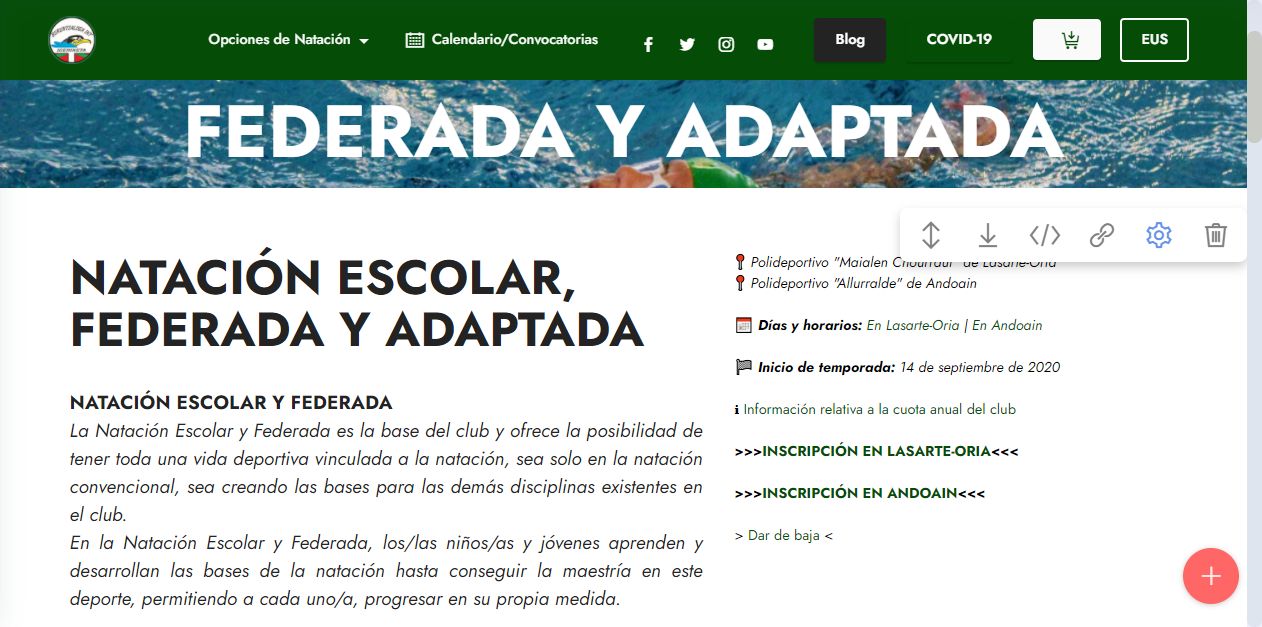 Opciones de Natación
Calendario/Convocatorias
Blog
COVID-19
EUS
FEDERADA Y ADAPTADA
NATACIÓN ESCOLAR,
FEDERADA Y ADAPTADA
NATACIÓN ESCOLAR Y FEDERADA
La Natación Escolar y Federada es la base del club y ofrece la posibilidad de
tener toda una vida deportiva vinculada a la natación, sea solo en la natación
convencional, sea creando las bases para las demás disciplinas existentes en
el club.
En la Natación Escolar y Federada, los/las niños/as y jóvenes aprenden y
desarrollan las bases de la natación hasta conseguir la maestría en este
deporte, permitiendo a cada uno/a, progresar en su propia medida.
Polideportivo "Maialen Chourraut" de Lasarte-Oria
Polideportivo "Allurralde" de Andoain
Días y horarios: En Lasarte-Oria | En Andoain
Inicio de temporada: 14 de septiembre de 2020
ℹ Información relativa a la cuota anual del club
>>>INSCRIPCIÓN EN LASARTE-ORIA<<<
>>>INSCRIPCIÓN EN ANDOAIN<<<
> Dar de baja <